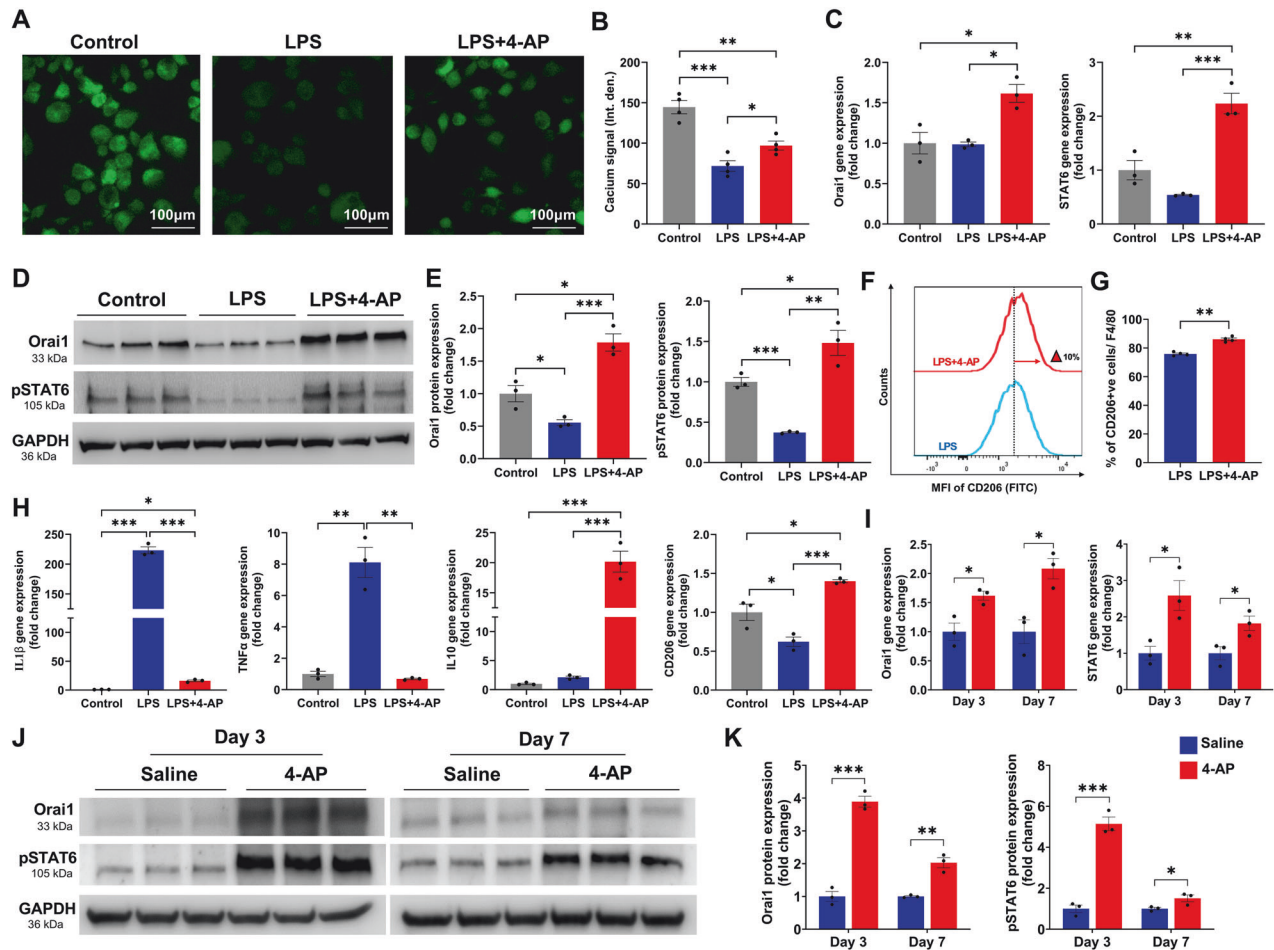 A
Control
LPS
LPS+4-AP
100µm
100µm
100µm
B
Cacium signal (Int. den.)
200
150
100
50
0
***
**
*
Control
LPS
LPS+4-AP
C
Orai1 gene expression
(fold change)
2.0
1.5
1.0
0.5
0.0
*
*
Control
LPS
LPS+4-AP
STAT6 gene expression
(fold change)
3
2
1
0
**
***
Control
LPS
LPS+4-AP
D
Control
LPS
LPS+4-AP
Orai1
33 kDa
pSTAT6
105 kDa
GAPDH
36 kDa
E
Orai1 protein expression
(fold change)
2.0
1.5
1.0
0.5
0.0
*
***
*
Control
LPS
LPS+4-AP
pSTAT6 protein expression
(fold change)
2.0
1.5
1.0
0.5
0.0
*
**
***
Control
LPS
LPS+4-AP
F
Counts
LPS+4-AP
10%
LPS
-10³
0
10³
10⁴
MFI of CD206 (FITC)
G
% of CD206+ve cells/ F4/80
100
80
60
40
20
0
**
LPS
LPS+4-AP
H
IL1β gene expression
(fold change)
250
200
150
100
50
0
*
***
***
Control
LPS
LPS+4-AP
TNFα gene expression
(fold change)
10
8
6
4
2
0
**
**
Control
LPS
LPS+4-AP
IL10 gene expression
(fold change)
25
20
15
10
5
0
***
***
Control
LPS
LPS+4-AP
CD206 gene expression
(fold change)
2.0
1.5
1.0
0.5
0.0
*
*
***
Control
LPS
LPS+4-AP
I
Orai1 gene expression
(fold change)
2.5
2.0
1.5
1.0
0.5
0.0
*
*
Day 3
Day 7
STAT6 gene expression
(fold change)
4
3
2
1
0
*
*
Day 3
Day 7
J
Day 3
Day 7
Saline
4-AP
Saline
4-AP
Orai1
33 kDa
pSTAT6
105 kDa
GAPDH
36 kDa
K
Saline
4-AP
Orai1 protein expression
(fold change)
5
4
3
2
1
0
***
**
Day 3
Day 7
pSTAT6 protein expression
(fold change)
8
6
4
2
0
***
*
Day 3
Day 7